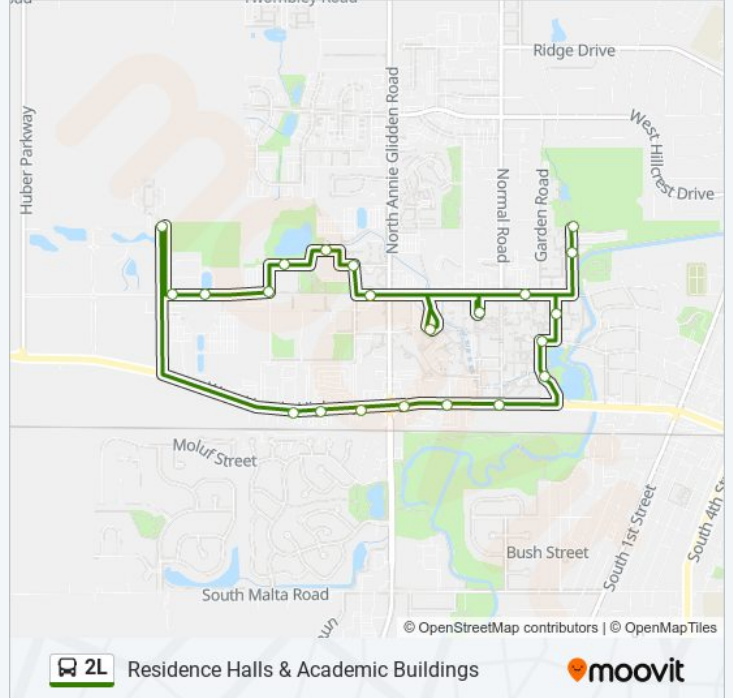 Twombley Road
Ridge Drive
Huber Parkway
North Annie Glidden Road
West Hillcrest Drive
Normal Road
Garden Road
Moluf Street
South 1st Street
South 4th St
Bush Street
South Malta Road
© OpenStreetMap contributors | © OpenMapTiles
2L Residence Halls & Academic Buildings moovit